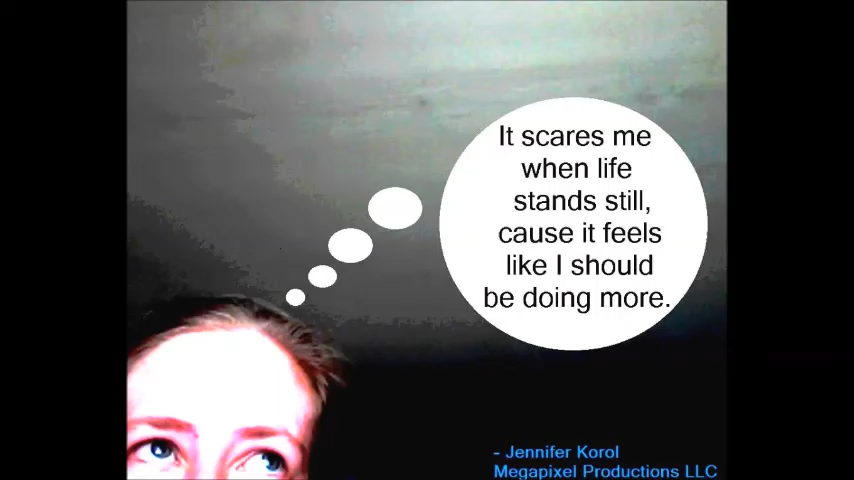 It scares me
when life
stands still,
cause it feels
like I should
be doing more.
- Jennifer Korol
Megapixel Productions LLC